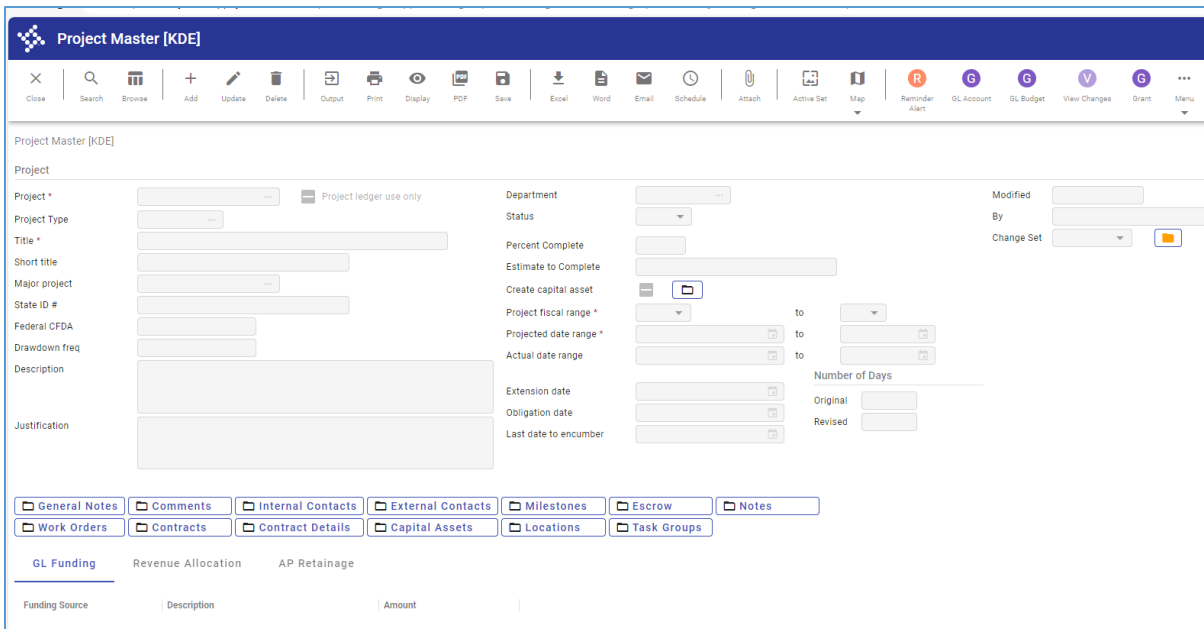 Project Master [KDE]
Close Search Browse Add Update Delete Output Print Display PDF Save Excel Word Email Schedule Attach Active Set Map R Reminder Alert G GL Account G GL Budget V View Changes G Grant Menu
Project Master [KDE]
Project
Project * Project ledger use only
Project Type
Title *
Short title
Major project
State ID #
Federal CFDA
Drawdown freq
Description
Justification
Department
Status
Percent Complete
Estimate to Complete
Create capital asset
Project fiscal range * to
Projected date range * to
Actual date range to
Extension date
Obligation date
Last date to encumber
Number of Days
Original
Revised
Modified
By
Change Set
General Notes Comments Internal Contacts External Contacts Milestones Escrow Notes
Work Orders Contracts Contract Details Capital Assets Locations Task Groups
GL Funding Revenue Allocation AP Retainage
Funding Source Description Amount